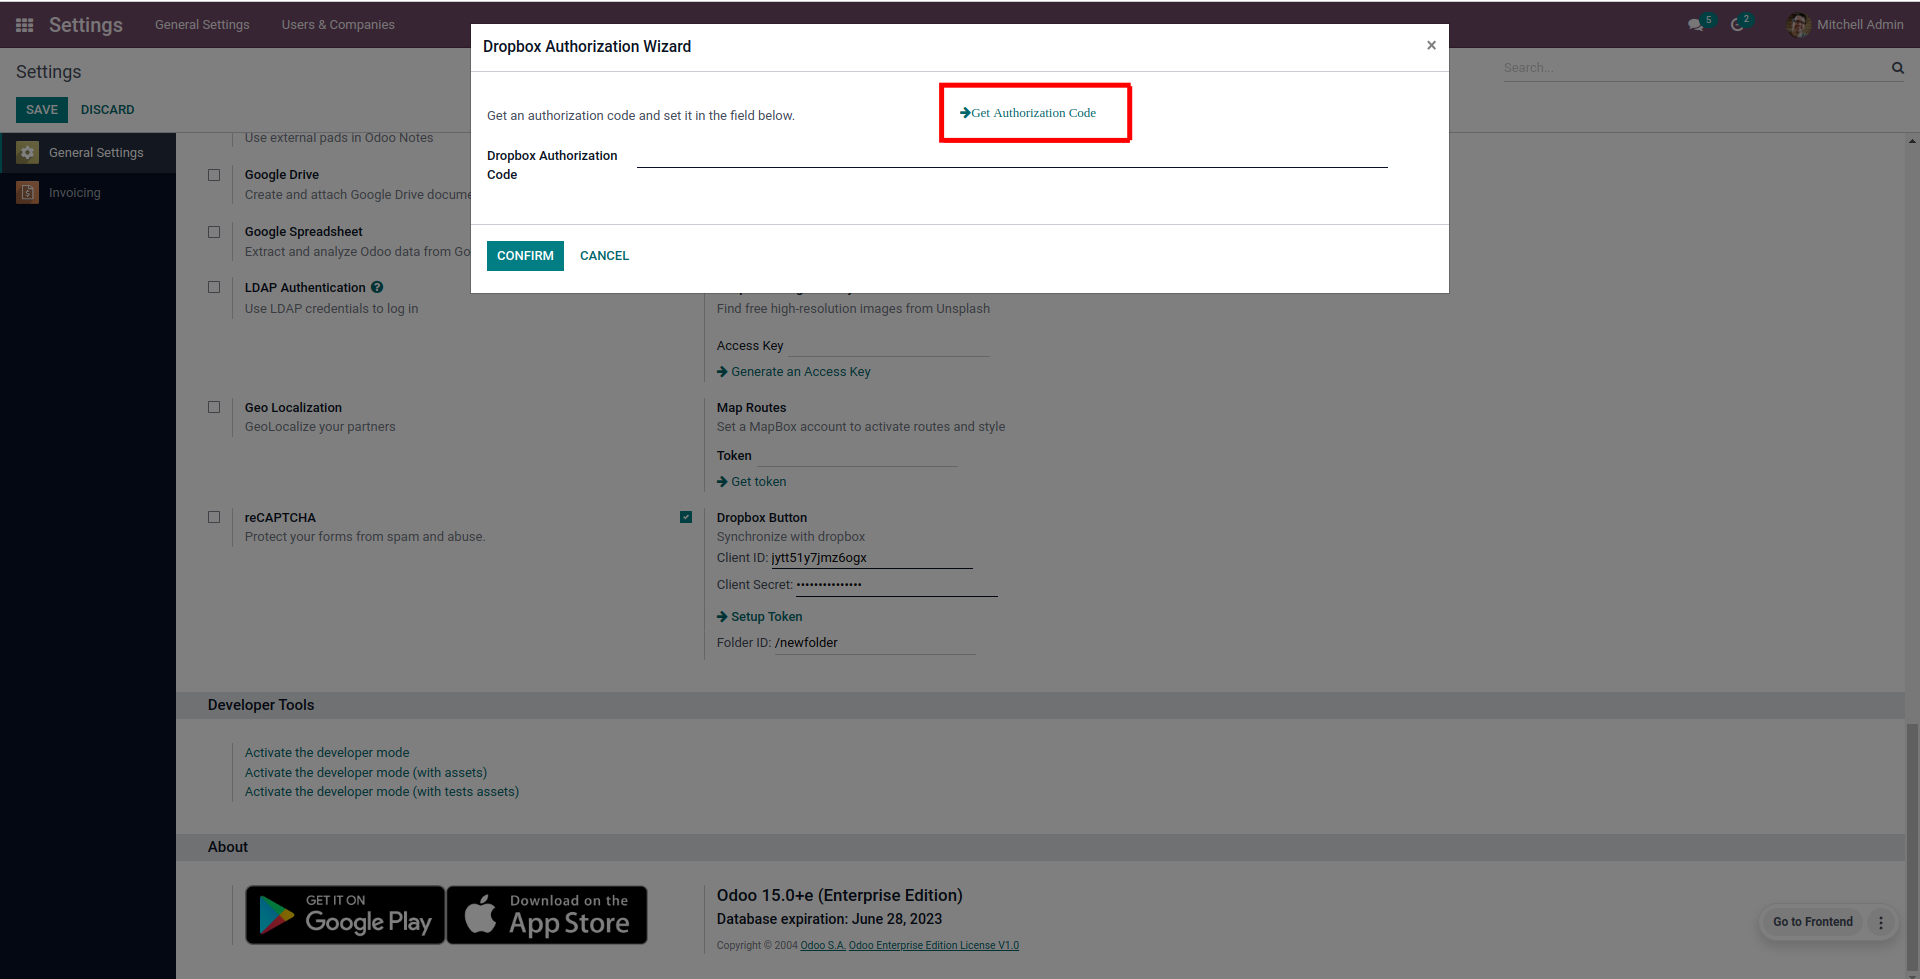 Settings
General Settings
Users & Companies
5
2
Mitchell Admin
Settings
Search...
SAVE
DISCARD
General Settings
Invoicing
Dropbox Authorization Wizard
×
Get an authorization code and set it in the field below.
Get Authorization Code
Dropbox Authorization
Code
CONFIRM
CANCEL
Use external pads in Odoo Notes
Google Drive
Create and attach Google Drive docume
Google Spreadsheet
Extract and analyze Odoo data from Go
LDAP Authentication ?
Use LDAP credentials to log in
Find free high-resolution images from Unsplash
Access Key
Generate an Access Key
Geo Localization
GeoLocalize your partners
Map Routes
Set a MapBox account to activate routes and style
Token
Get token
reCAPTCHA
Protect your forms from spam and abuse.
Dropbox Button
Synchronize with dropbox
Client ID: jytt51y7jmz6ogx
Client Secret: •••••••••••••••
Setup Token
Folder ID: /newfolder
Developer Tools
Activate the developer mode
Activate the developer mode (with assets)
Activate the developer mode (with tests assets)
About
GET IT ON
Google Play
Download on the
App Store
Odoo 15.0+e (Enterprise Edition)
Database expiration: June 28, 2023
Copyright © 2004 Odoo S.A. Odoo Enterprise Edition License V1.0
Go to Frontend